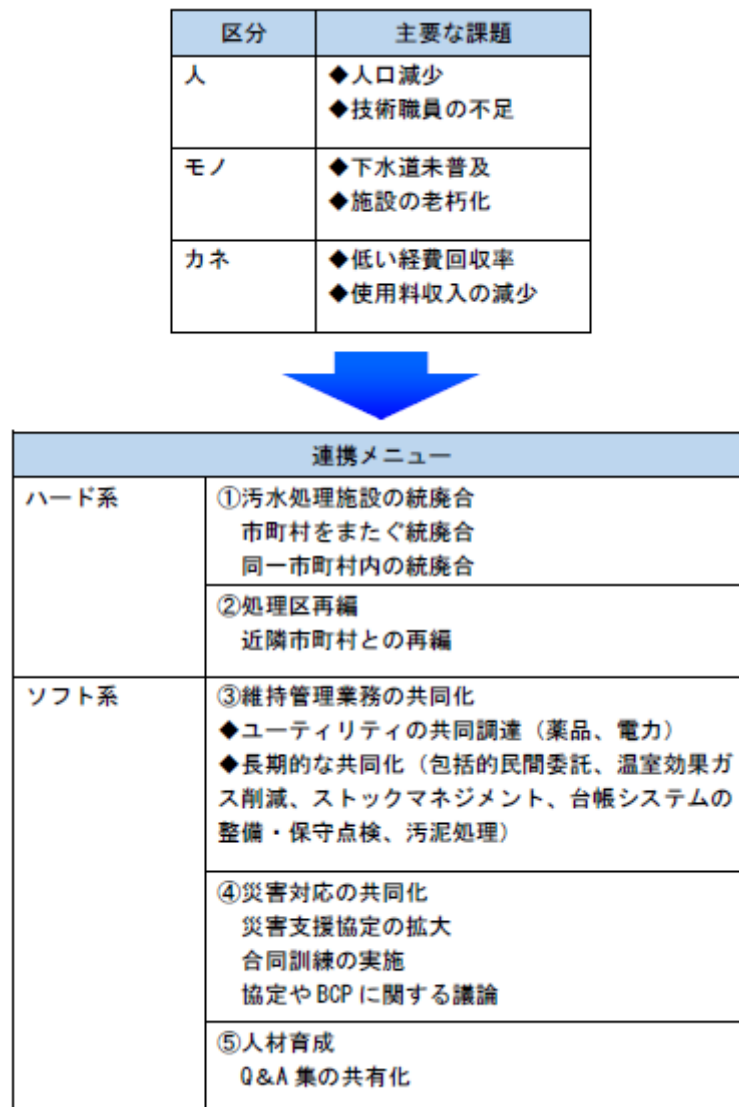 区分 主要な課題
人 ◆人口減少
◆技術職員の不足
モノ ◆下水道未普及
◆施設の老朽化
カネ ◆低い経費回収率
◆使用料収入の減少
連携メニュー
ハード系 ①汚水処理施設の統廃合
市町村をまたぐ統廃合
同一市町村内の統廃合
②処理区再編
近隣市町村との再編
ソフト系 ③維持管理業務の共同化
◆ユーティリティの共同調達（薬品、電力）
◆長期的な共同化（包括的民間委託、温室効果ガ
ス削減、ストックマネジメント、台帳システムの
整備・保守点検、汚泥処理）
④災害対応の共同化
災害支援協定の拡大
合同訓練の実施
協定や BCP に関する議論
⑤人材育成
Q&A 集の共有化